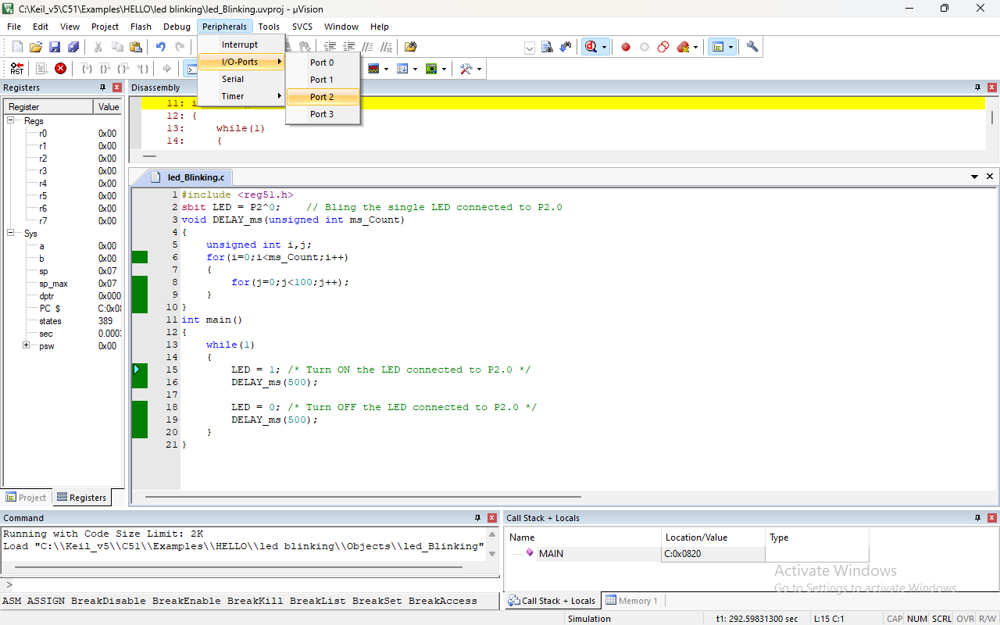 C:\Keil_v5\C51\Examples\HELLO\led blinking\led_Blinking.uvproj - µVision
File Edit View Project Flash Debug Peripherals Tools SVCS Window Help
Interrupt
I/O-Ports
Serial
Timer
Port 0
Port 1
Port 2
Port 3
RST
Registers
Register Value
Regs
r0 0x00
r1 0x00
r2 0x00
r3 0x00
r4 0x00
r5 0x00
r6 0x00
r7 0x00
Sys
a 0x00
b 0x00
sp 0x07
sp_max 0x07
dptr 0x000
PC $ C:0x08
states 389
sec 0.000
psw 0x00
Project Registers
Disassembly
11: i
12: {
13: while(1)
14: {
led_Blinking.c
1 #include <reg51.h>
2 sbit LED = P2^0; // Bling the single LED connected to P2.0
3 void DELAY_ms(unsigned int ms_Count)
4 {
5 unsigned int i,j;
6 for(i=0;i<ms_Count;i++)
7 {
8 for(j=0;j<100;j++);
9 }
10 }
11 int main()
12 {
13 while(1)
14 {
15 LED = 1; /* Turn ON the LED connected to P2.0 */
16 DELAY_ms(500);
17
18 LED = 0; /* Turn OFF the LED connected to P2.0 */
19 DELAY_ms(500);
20 }
21 }
Command
Running with Code Size Limit: 2K
Load "C:\\Keil_v5\\C51\\Examples\\HELLO\\led blinking\\Objects\\led_Blinking"
>
ASM ASSIGN BreakDisable BreakEnable BreakKill BreakList BreakSet BreakAccess
Call Stack + Locals
Name Location/Value Type
MAIN C:0x0820
Activate Windows
Go to Settings to activate Windows.
Call Stack + Locals Memory 1
Simulation t1: 292.59831300 sec L:15 C:1 CAP NUM SCRL OVR R/W